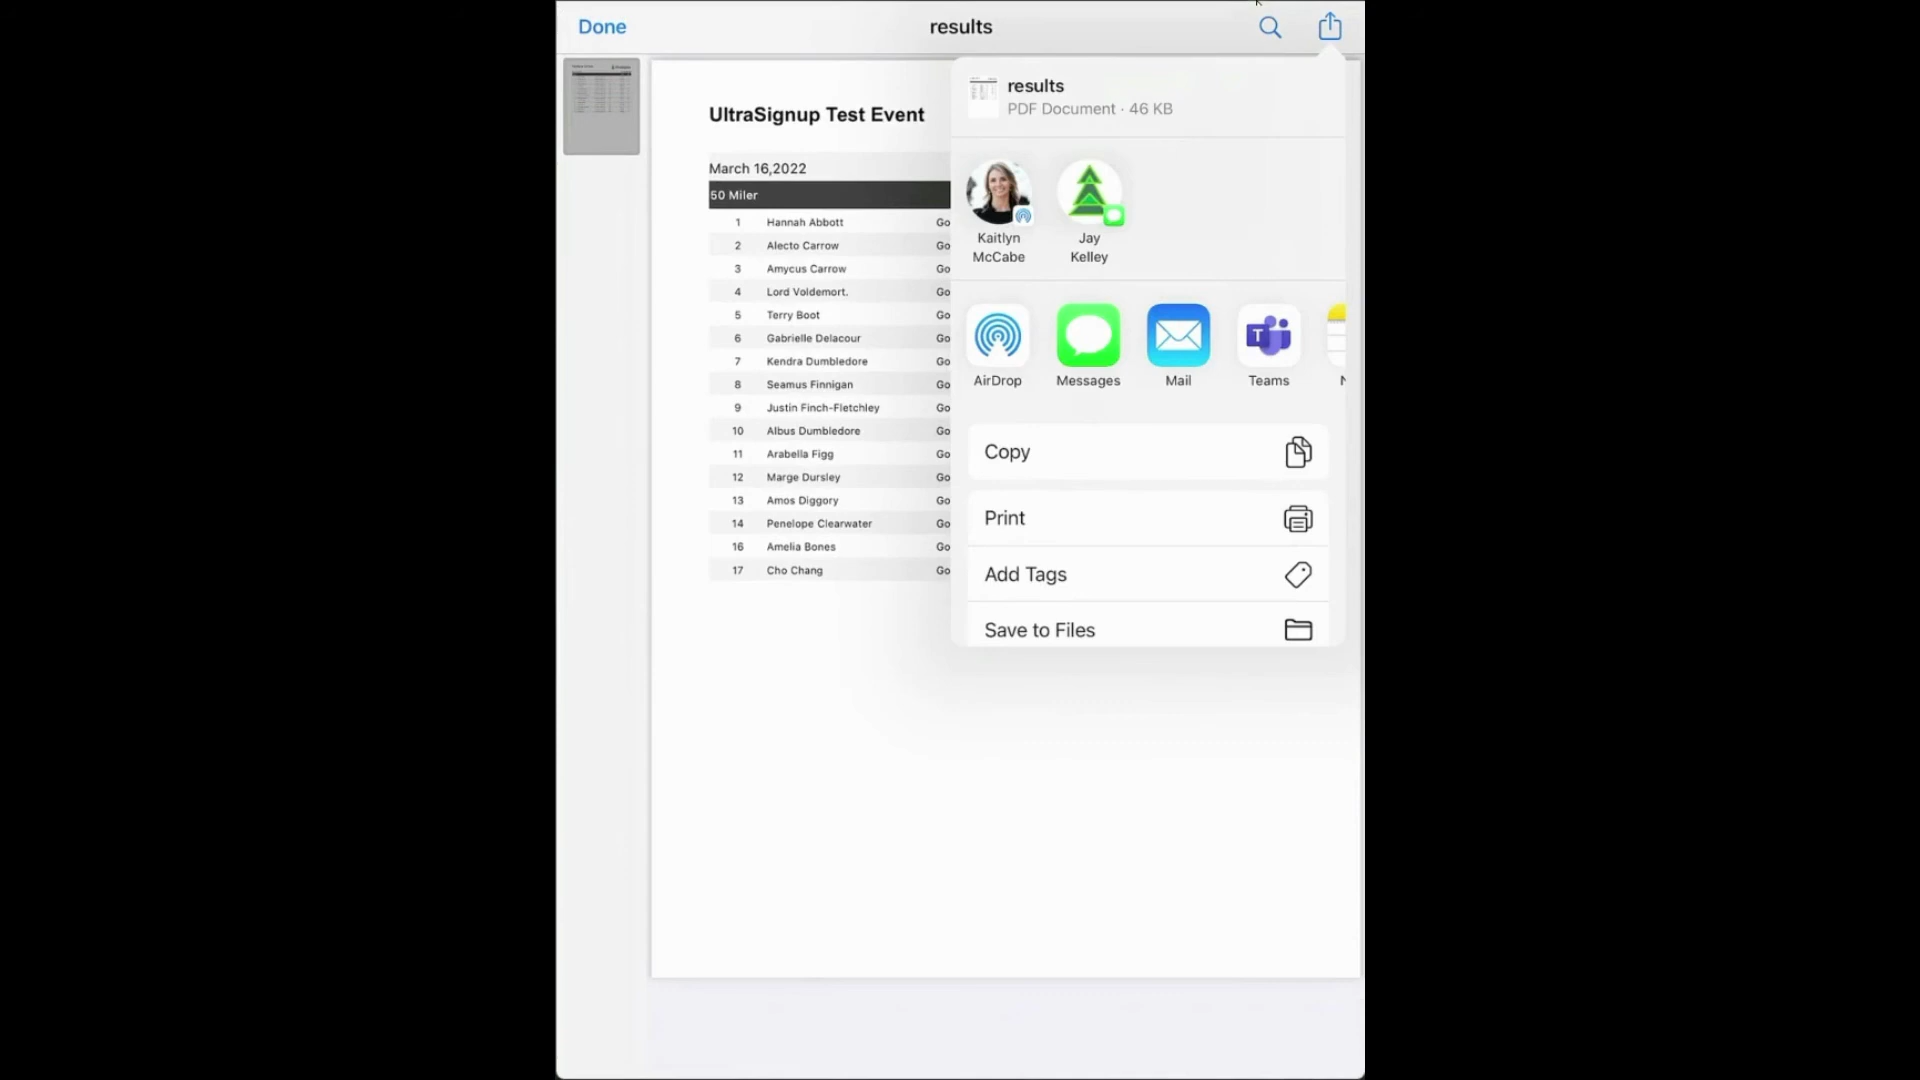 Done
results
results
PDF Document · 46 KB
UltraSignup Test Event
March 16,2022
50 Miler
1 Hannah Abbott Go
2 Alecto Carrow Go
3 Amycus Carrow Go
4 Lord Voldemort. Go
5 Terry Boot Go
6 Gabrielle Delacour Go
7 Kendra Dumbledore Go
8 Seamus Finnigan Go
9 Justin Finch-Fletchley Go
10 Albus Dumbledore Go
11 Arabella Figg Go
12 Marge Dursley Go
13 Amos Diggory Go
14 Penelope Clearwater Go
16 Amelia Bones Go
17 Cho Chang Go
Kaitlyn
McCabe
Jay
Kelley
AirDrop
Messages
Mail
Teams
Copy
Print
Add Tags
Save to Files